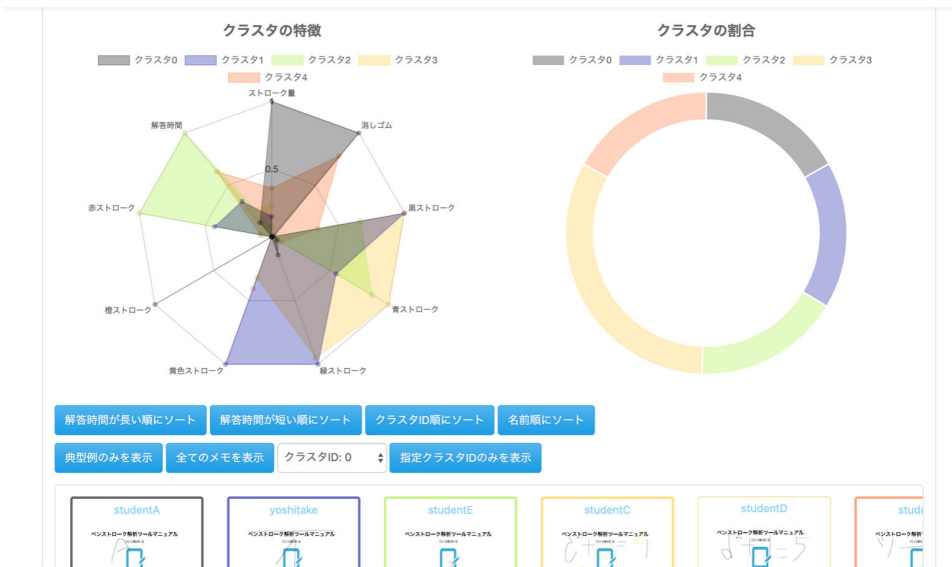 クラスタの特徴
クラスタ0 クラスタ1 クラスタ2 クラスタ3
クラスタ4
ストローク量
消しゴム
黒ストローク
青ストローク
緑ストローク
黄色ストローク
橙ストローク
赤ストローク
解答時間
1
0.5
クラスタの割合
クラスタ0 クラスタ1 クラスタ2 クラスタ3
クラスタ4
解答時間が長い順にソート 解答時間が短い順にソート クラスタID順にソート 名前順にソート
典型例のみを表示 全てのメモを表示 クラスタID: 0 指定クラスタIDのみを表示
studentA yoshitake studentE studentC studentD stude
ペンストローク解析ツールマニュアル ペンストローク解析ツールマニュアル ペンストローク解析ツールマニュアル ペンストローク解析ツールマニュアル ペンストローク解析ツールマニュアル ペンストローク解